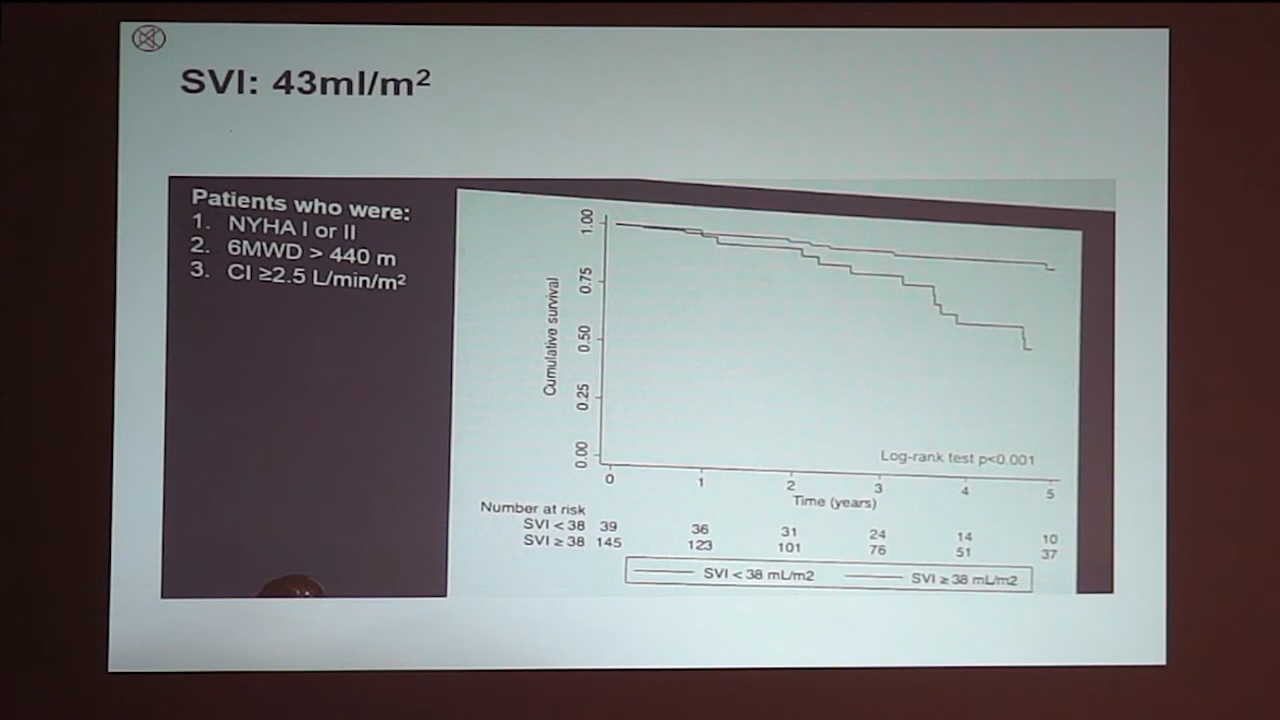 SVI: 43ml/m²
Patients who were:
1. NYHA I or II
2. 6MWD > 440 m
3. CI ≥2.5 L/min/m²
Cumulative survival
1.00
0.75
0.50
0.25
0.00
Log-rank test p<0.001
0 1 2 3 4 5
Time (years)
Number at risk
SVI < 38 39 36 31 24 14 10
SVI ≥ 38 145 123 101 76 51 37
SVI < 38 mL/m2 SVI ≥ 38 mL/m2